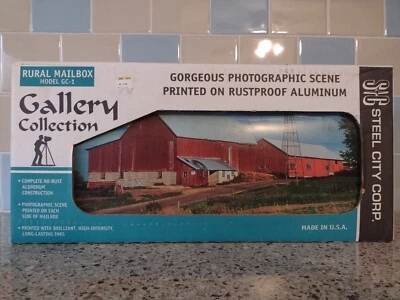 RURAL MAILBOX
MODEL GC-1
Gallery
Collection
• COMPLETE NO-RUST
ALUMINUM
CONSTRUCTION
• PHOTOGRAPHIC SCENE
PRINTED ON EACH
SIDE OF MAILBOX
• PRINTED WITH BRILLIANT, HIGH-INTENSITY,
LONG-LASTING INKS
GORGEOUS PHOTOGRAPHIC SCENE
PRINTED ON RUSTPROOF ALUMINUM
MADE IN U.S.A.
STEEL CITY CORP.